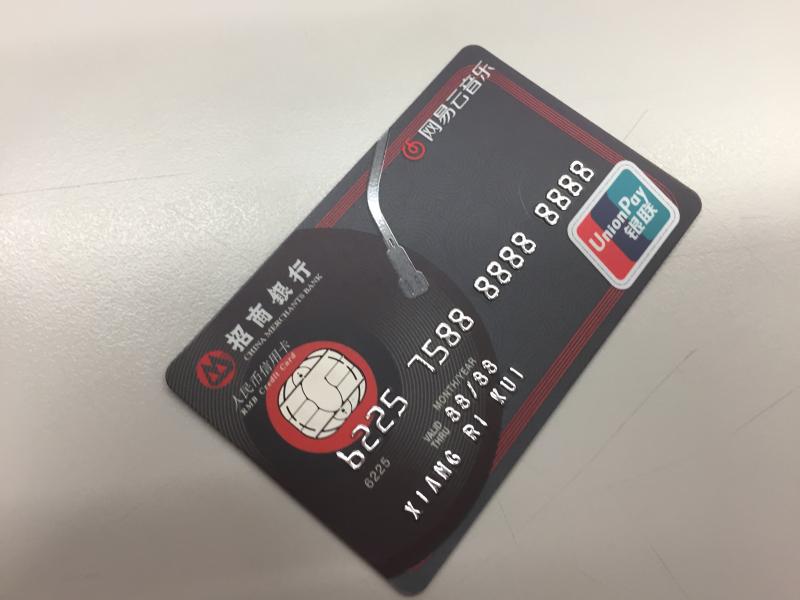 网易云音乐
招商银行
CHINA MERCHANTS BANK
人民币信用卡
RMB Credit Card
UnionPay
银联
6225 7588 8888 8888
6225
MONTH/YEAR
VALID THRU 88/88
XIANG RI KUI